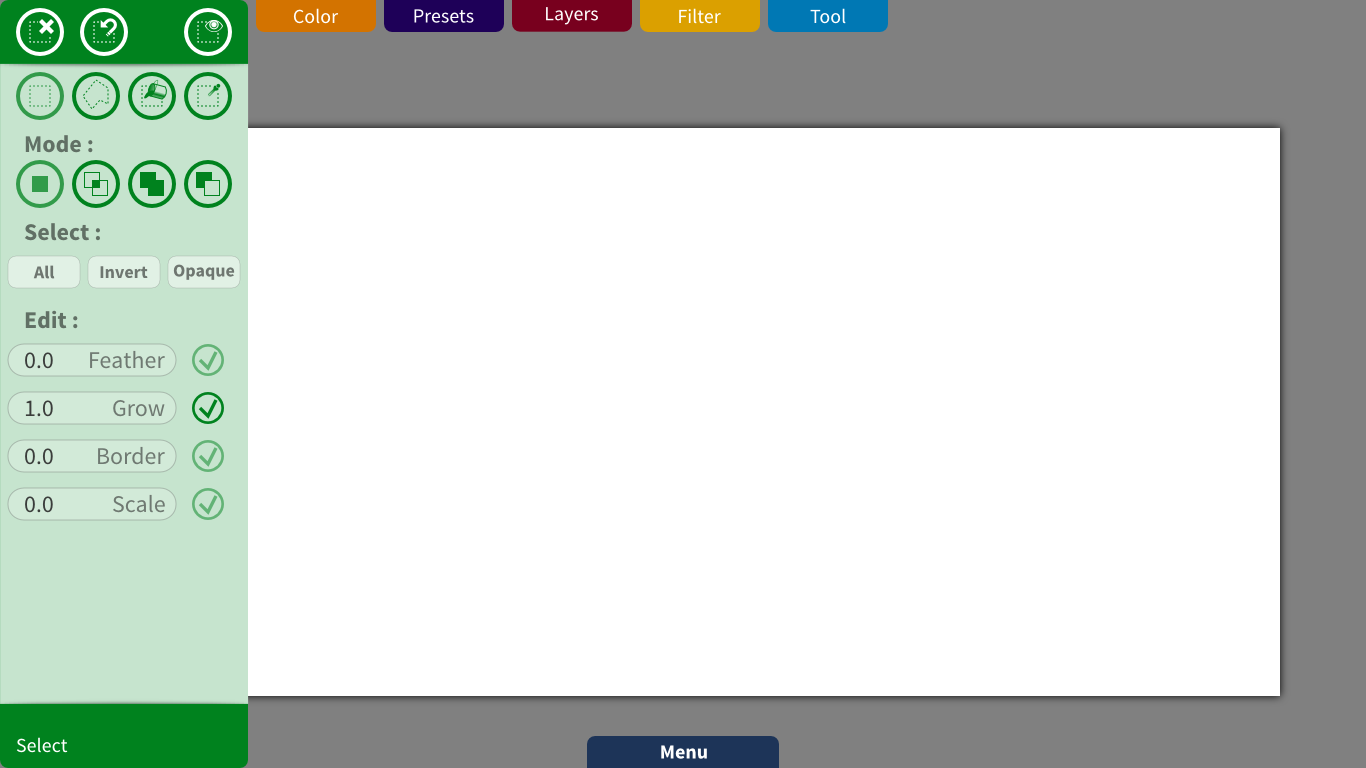 Color Presets Layers Filter Tool
Mode :
Select :
All Invert Opaque
Edit :
0.0 Feather
1.0 Grow
0.0 Border
0.0 Scale
Select
Menu